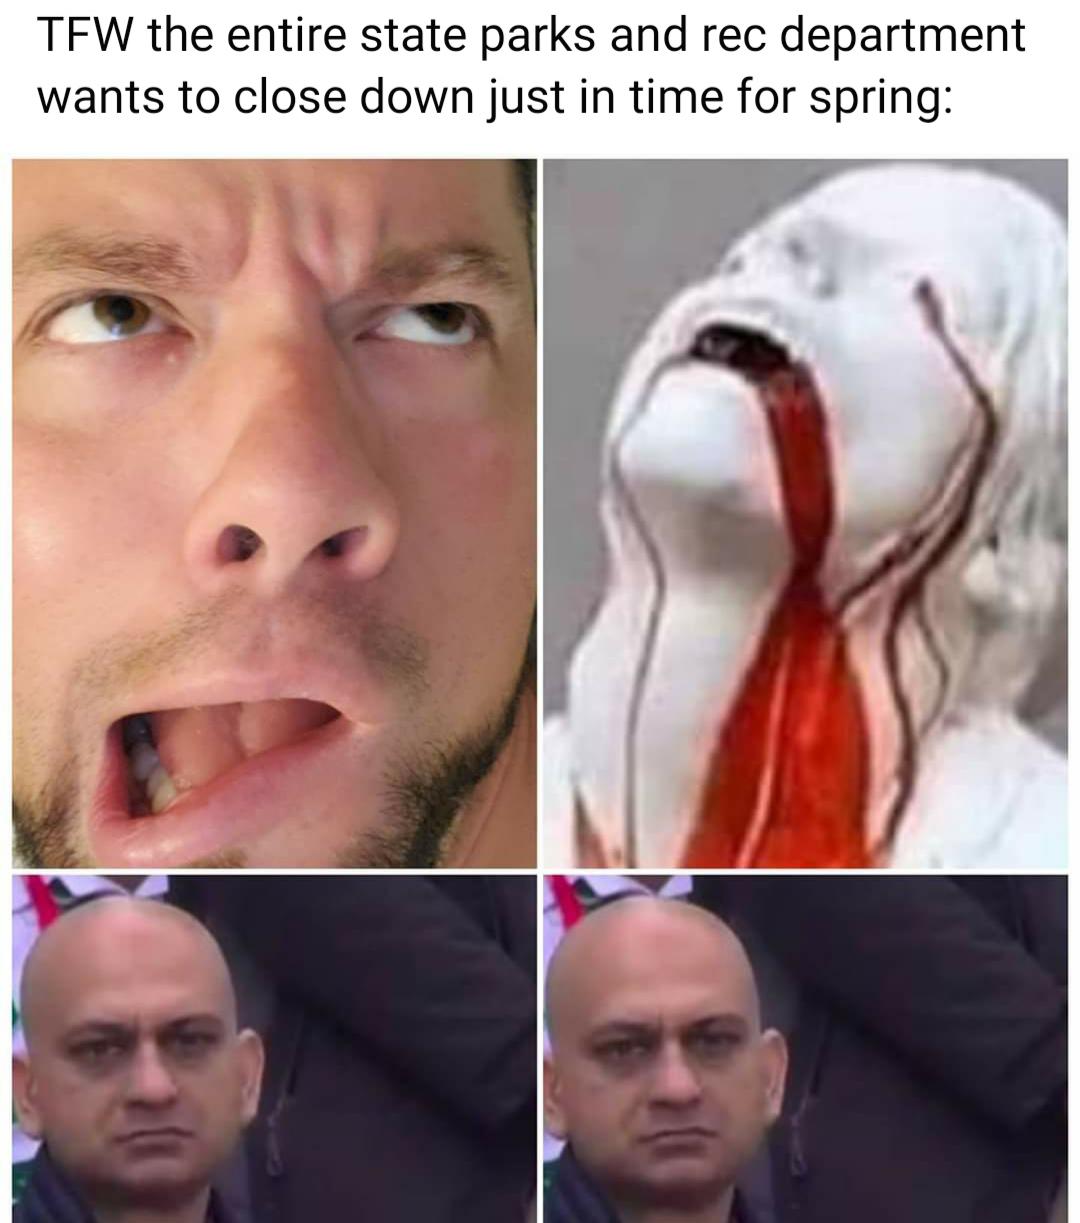 TFW the entire state parks and rec department
wants to close down just in time for spring: